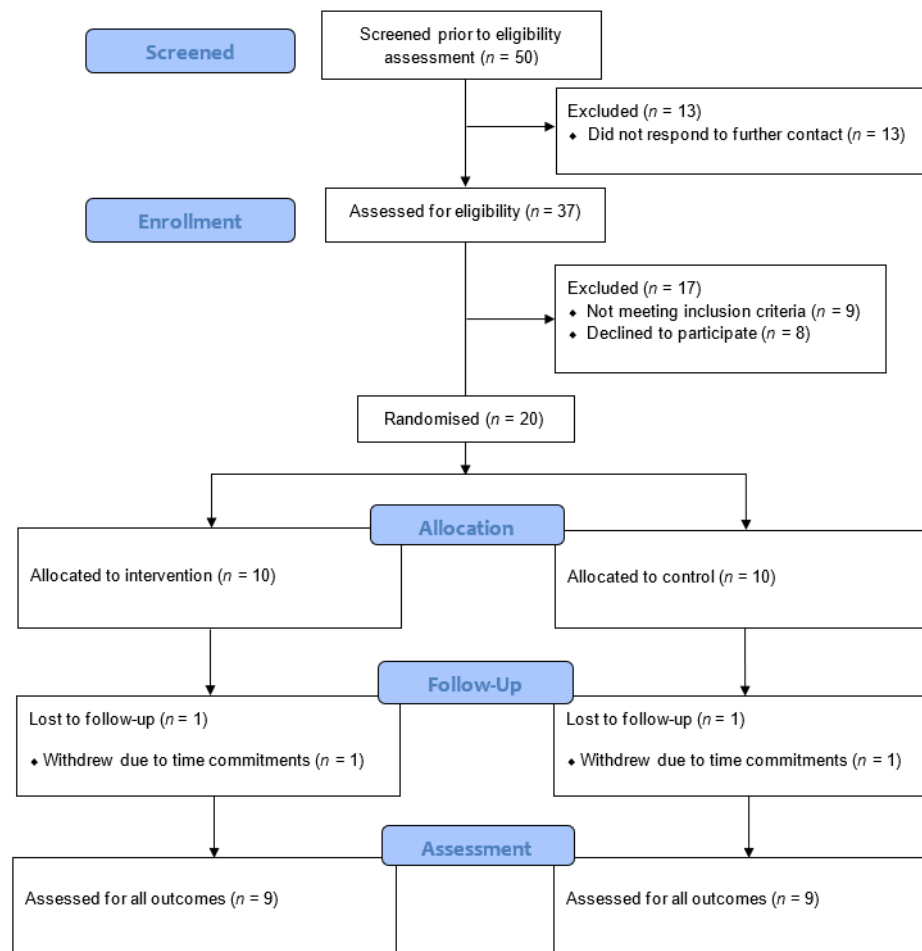 Screened
Screened prior to eligibility
assessment (n = 50)
Excluded (n = 13)
⬥ Did not respond to further contact (n = 13)
Enrollment
Assessed for eligibility (n = 37)
Excluded (n = 17)
⬥ Not meeting inclusion criteria (n = 9)
⬥ Declined to participate (n = 8)
Randomised (n = 20)
Allocation
Allocated to intervention (n = 10)
Allocated to control (n = 10)
Follow-Up
Lost to follow-up (n = 1)
⬥ Withdrew due to time commitments (n = 1)
Lost to follow-up (n = 1)
⬥ Withdrew due to time commitments (n = 1)
Assessment
Assessed for all outcomes (n = 9)
Assessed for all outcomes (n = 9)